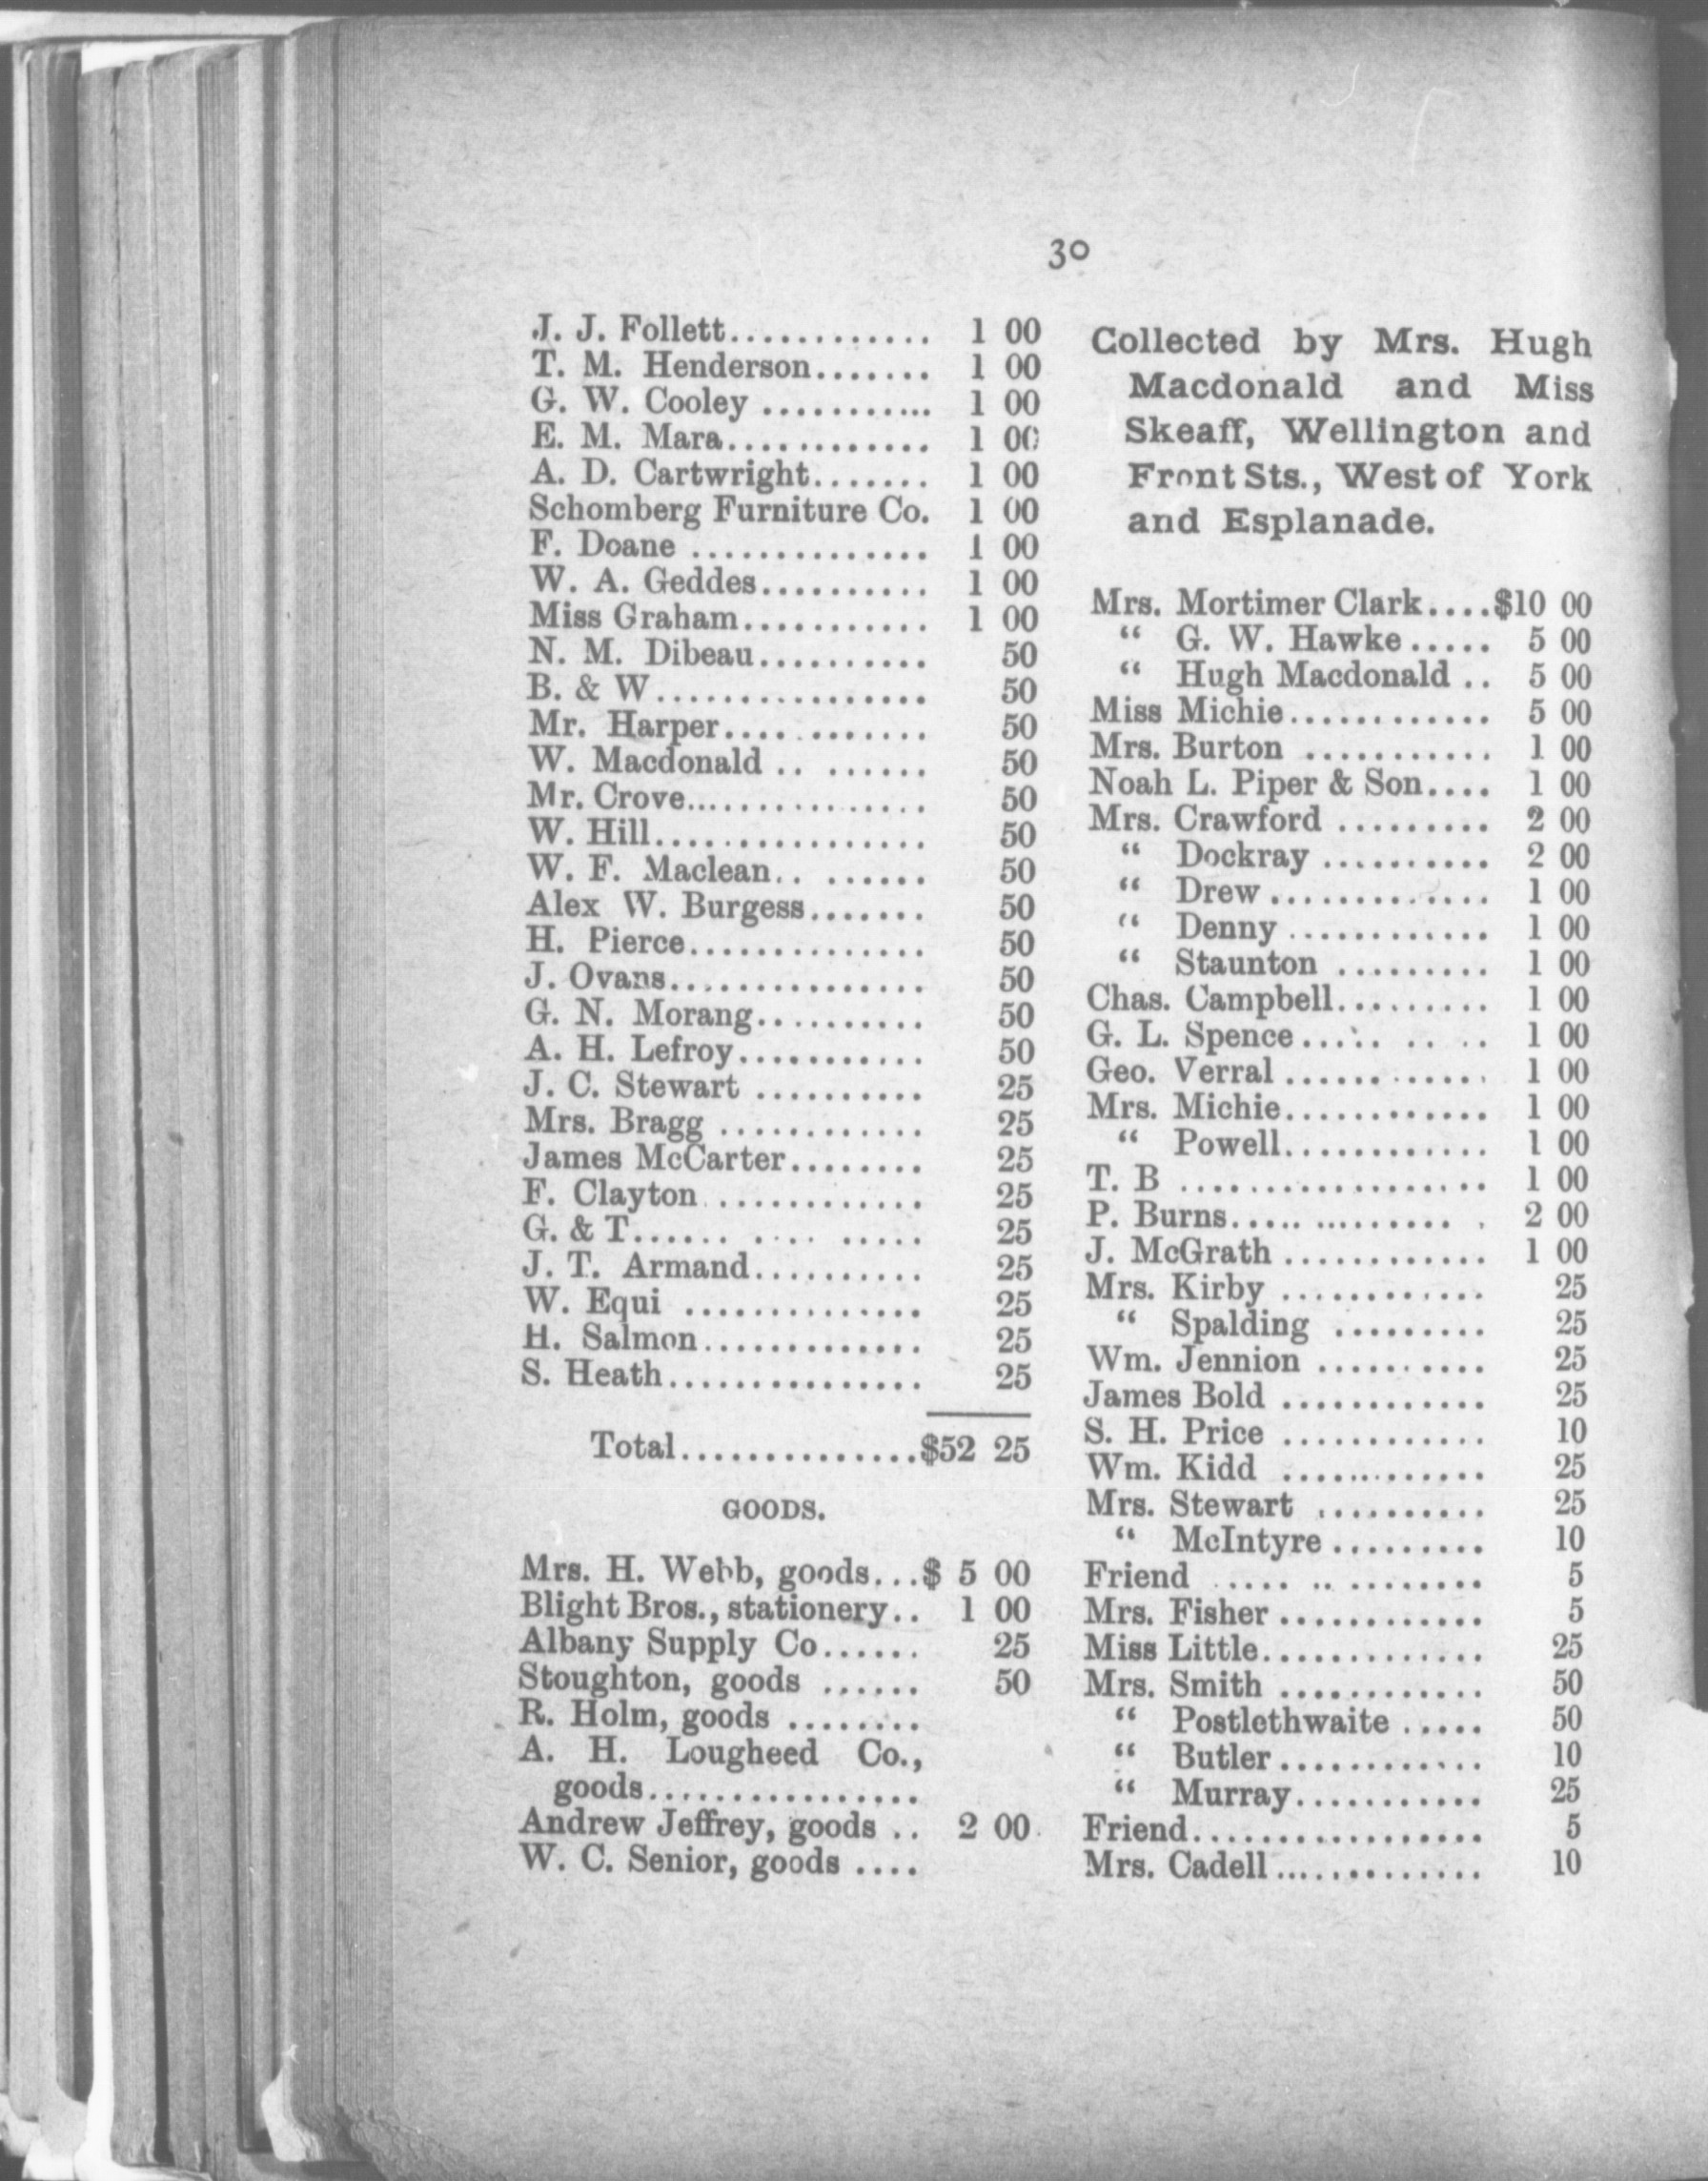 30
J. J. Follett............. 1 00
T. M. Henderson....... 1 00
G. W. Cooley ........... 1 00
E. M. Mara............. 1 00
A. D. Cartwright....... 1 00
Schomberg Furniture Co. 1 00
F. Doane ............... 1 00
W. A. Geddes.......... 1 00
Miss Graham........... 1 00
N. M. Dibeau.......... 50
B. & W................. 50
Mr. Harper............. 50
W. Macdonald .. ...... 50
Mr. Crove............... 50
W. Hill................. 50
W. F. Maclean.. ...... 50
Alex W. Burgess....... 50
H. Pierce............... 50
J. Ovans................ 50
G. N. Morang.......... 50
A. H. Lefroy........... 50
J. C. Stewart .......... 25
Mrs. Bragg ............ 25
James McCarter........ 25
F. Clayton ............. 25
G. & T...... .... ..... 25
J. T. Armand.......... 25
W. Equi .............. 25
H. Salmon............. 25
S. Heath............... 25
Total...............$52 25
GOODS.
Mrs. H. Webb, goods...$ 5 00
Blight Bros., stationery.. 1 00
Albany Supply Co...... 25
Stoughton, goods ...... 50
R. Holm, goods ........
A. H. Lougheed Co.,
goods................
Andrew Jeffrey, goods .. 2 00
W. C. Senior, goods ....
Collected by Mrs. Hugh
Macdonald and Miss
Skeaff, Wellington and
Front Sts., West of York
and Esplanade.
Mrs. Mortimer Clark....$10 00
“ G. W. Hawke ..... 5 00
“ Hugh Macdonald .. 5 00
Miss Michie............ 5 00
Mrs. Burton ........... 1 00
Noah L. Piper & Son.... 1 00
Mrs. Crawford ......... 2 00
“ Dockray .......... 2 00
“ Drew ............. 1 00
“ Denny ............ 1 00
“ Staunton ......... 1 00
Chas. Campbell......... 1 00
G. L. Spence..... .. .. 1 00
Geo. Verral ............ 1 00
Mrs. Michie............ 1 00
“ Powell............ 1 00
T. B .................. 1 00
P. Burns..... ......... . 2 00
J. McGrath ............ 1 00
Mrs. Kirby ............ 25
“ Spalding ......... 25
Wm. Jennion .......... 25
James Bold ............ 25
S. H. Price ............ 10
Wm. Kidd ............ 25
Mrs. Stewart .......... 25
“ McIntyre ......... 10
Friend .... .. ........ 5
Mrs. Fisher ............ 5
Miss Little............. 25
Mrs. Smith ............ 50
“ Postlethwaite ..... 50
“ Butler ............ 10
“ Murray........... 25
Friend................. 5
Mrs. Cadell ............. 10